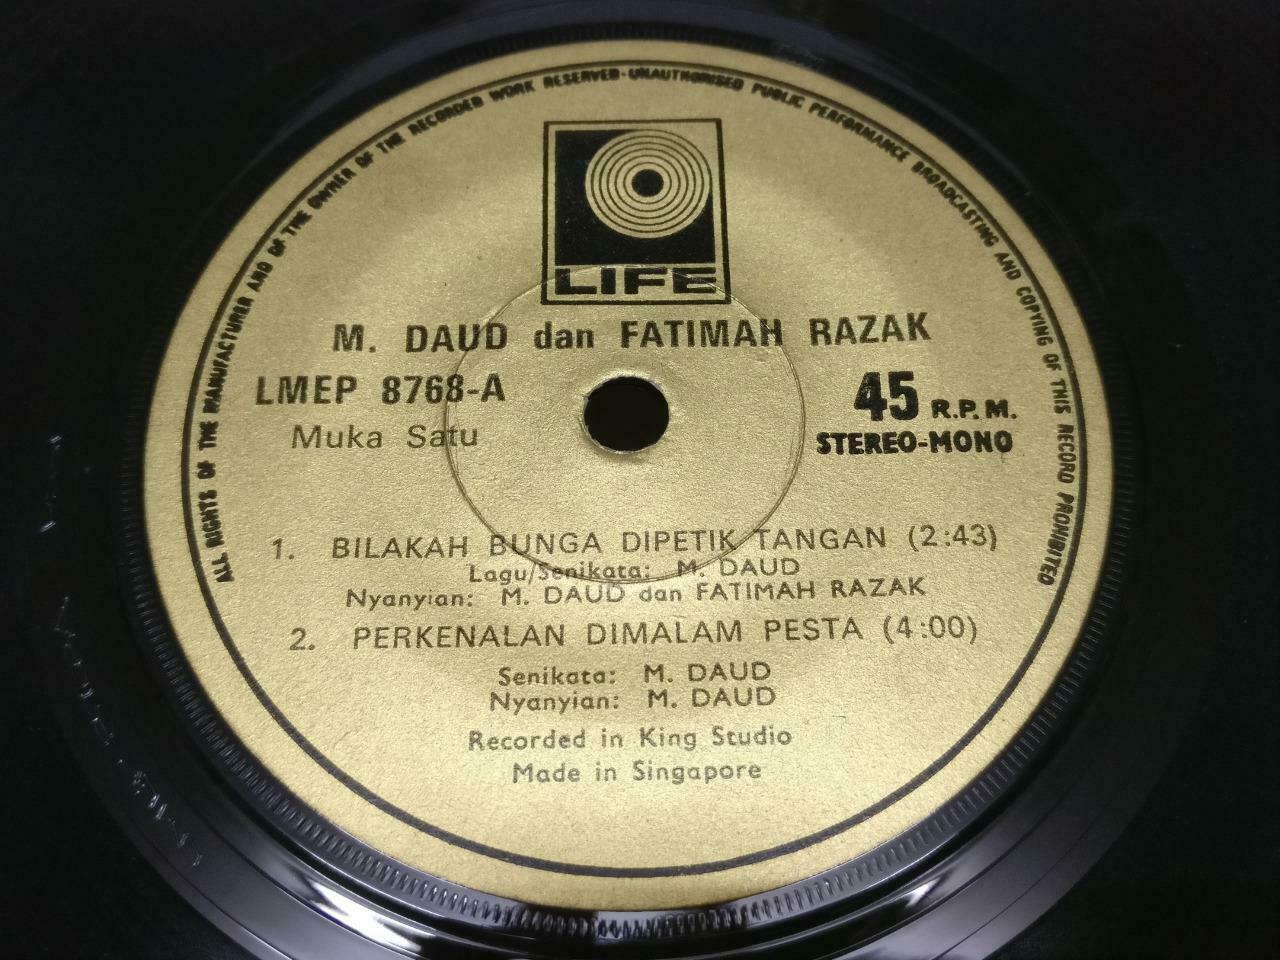 ALL RIGHTS OF THE MANUFACTURER AND OF THE OWNER OF THE RECORDED WORK RESERVED-UNAUTHORISED PUBLIC PERFORMANCE BROADCASTING AND COPYING OF THIS RECORD PROHIBITED
LIFE
M. DAUD dan FATIMAH RAZAK
LMEP 8768-A
45 R.P.M.
Muka Satu
STEREO-MONO
1. BILAKAH BUNGA DIPETIK TANGAN (2:43)
Lagu/Senikata: M. DAUD
Nyanyian: M. DAUD dan FATIMAH RAZAK
2. PERKENALAN DIMALAM PESTA (4:00)
Senikata: M. DAUD
Nyanyian: M. DAUD
Recorded in King Studio
Made in Singapore